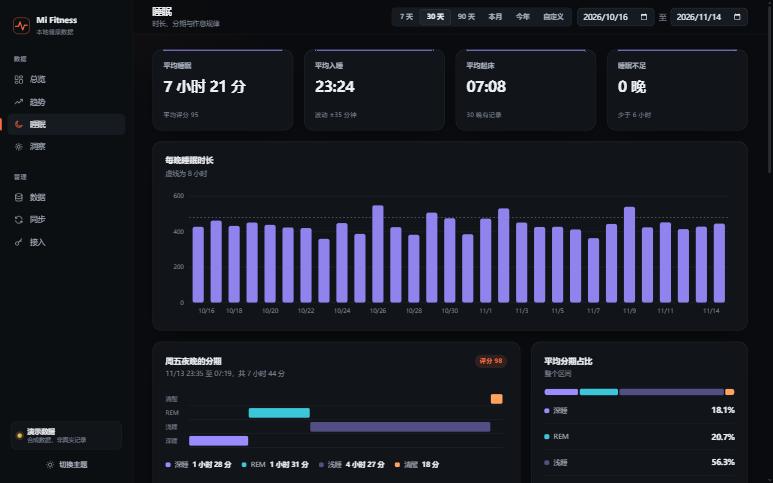 Mi Fitness
本地健康数据
数据
总览
趋势
睡眠
洞察
管理
数据
同步
接入
演示数据
合成数据，非真实记录
切换主题
睡眠
时长、分期与作息规律
7 天 30 天 90 天 本月 今年 自定义 2026/10/16 至 2026/11/14
平均睡眠
7 小时 21 分
平均评分 95
平均入睡
23:24
波动 ±35 分钟
平均起床
07:08
30 晚有记录
睡眠不足
0 晚
少于 6 小时
每晚睡眠时长
虚线为 8 小时
600
400
200
0
10/16 10/18 10/20 10/22 10/24 10/26 10/28 10/30 11/1 11/3 11/5 11/7 11/9 11/11 11/14
周五夜晚的分期
评分 98
11/13 23:35 至 07:19，共 7 小时 44 分
清醒
REM
浅睡
深睡
深睡 1 小时 28 分 REM 1 小时 31 分 浅睡 4 小时 27 分 清醒 18 分
平均分期占比
整个区间
深睡 18.1%
REM 20.7%
浅睡 56.3%